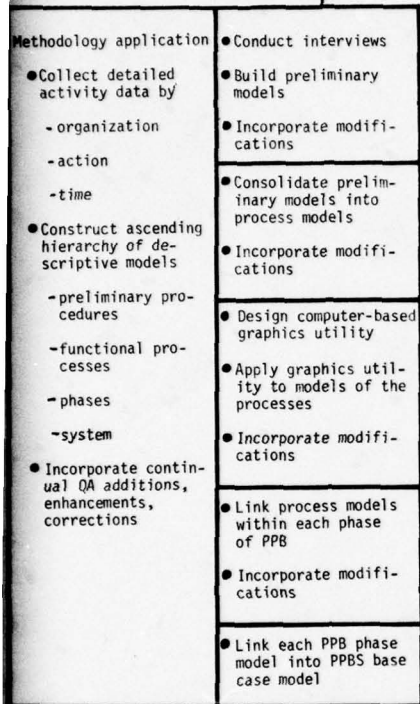 Methodology application
●Collect detailed
activity data by
-organization
-action
-time
●Construct ascending
hierarchy of de-
scriptive models
-preliminary pro-
cedures
-functional pro-
cesses
-phases
-system
●Incorporate contin-
ual QA additions,
enhancements,
corrections
●Conduct interviews
●Build preliminary
models
●Incorporate modifi-
cations
●Consolidate prelim-
inary models into
process models
●Incorporate modifi-
cations
●Design computer-based
graphics utility
●Apply graphics util-
ity to models of the
processes
●Incorporate modifi-
cations
●Link process models
within each phase
of PPB
●Incorporate modifi-
cations
●Link each PPB phase
model into PPBS base
case model